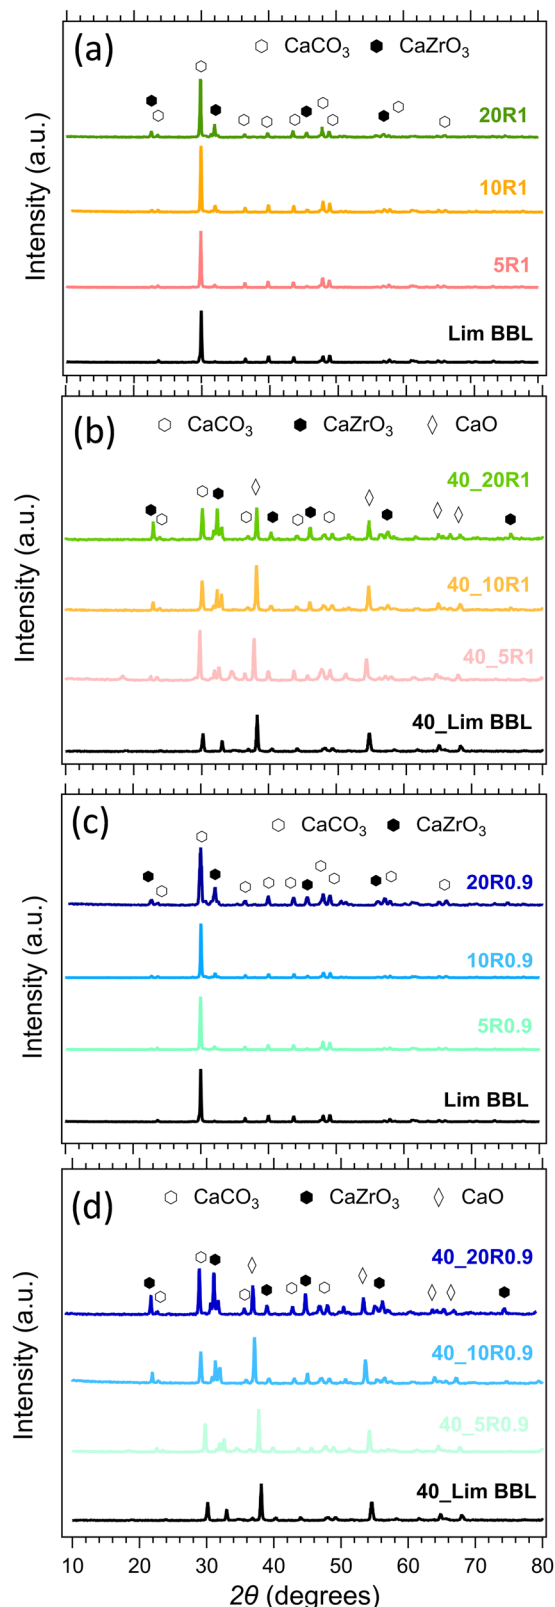 (a) CaCO₃ CaZrO₃
20R1
10R1
5R1
Lim BBL
Intensity (a.u.)
(b) CaCO₃ CaZrO₃ CaO
40_20R1
40_10R1
40_5R1
40_Lim BBL
Intensity (a.u.)
(c) CaCO₃ CaZrO₃
20R0.9
10R0.9
5R0.9
Lim BBL
Intensity (a.u.)
(d) CaCO₃ CaZrO₃ CaO
40_20R0.9
40_10R0.9
40_5R0.9
40_Lim BBL
Intensity (a.u.)
10 20 30 40 50 60 70 80
2θ (degrees)